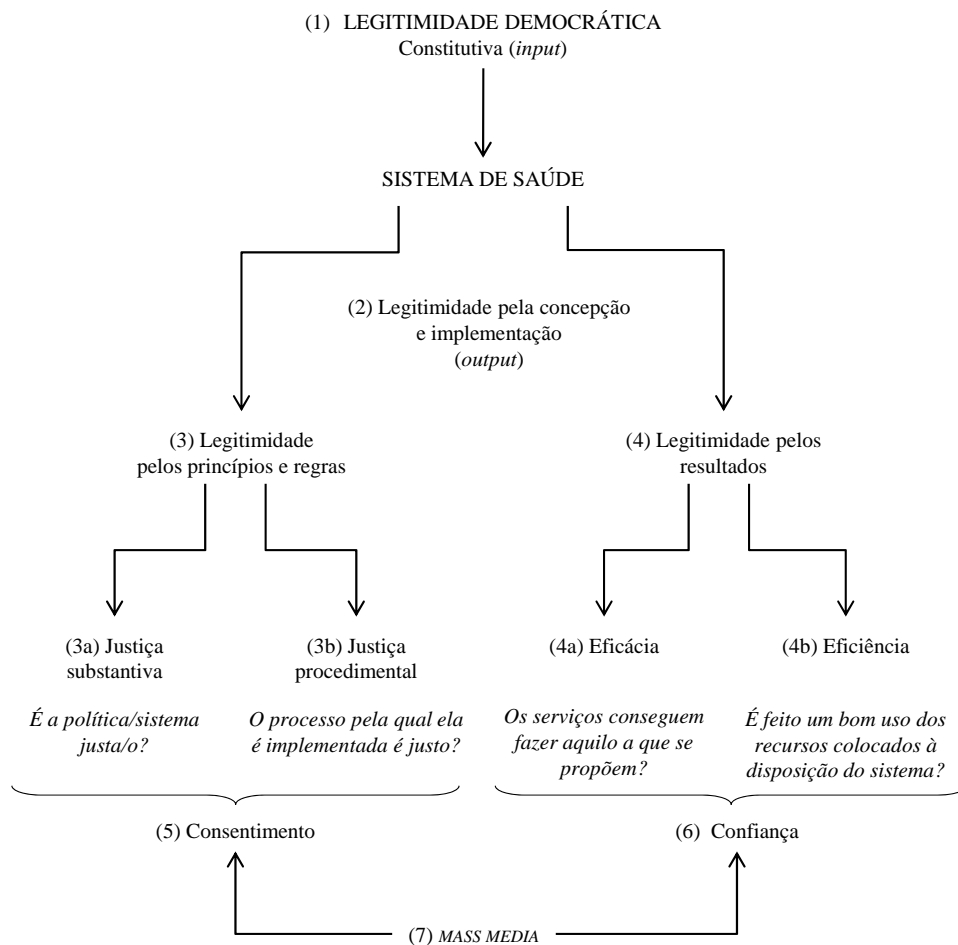 (1) LEGITIMIDADE DEMOCRÁTICA
Constitutiva (input)
SISTEMA DE SAÚDE
(2) Legitimidade pela concepção
e implementação
(output)
(3) Legitimidade
pelos princípios e regras
(4) Legitimidade pelos
resultados
(3a) Justiça
substantiva
É a política/sistema
justa/o?
(3b) Justiça
procedimental
O processo pela qual ela
é implementada é justo?
(4a) Eficácia
Os serviços conseguem
fazer aquilo a que se
propõem?
(4b) Eficiência
É feito um bom uso dos
recursos colocados à
disposição do sistema?
(5) Consentimento
(6) Confiança
(7) MASS MEDIA